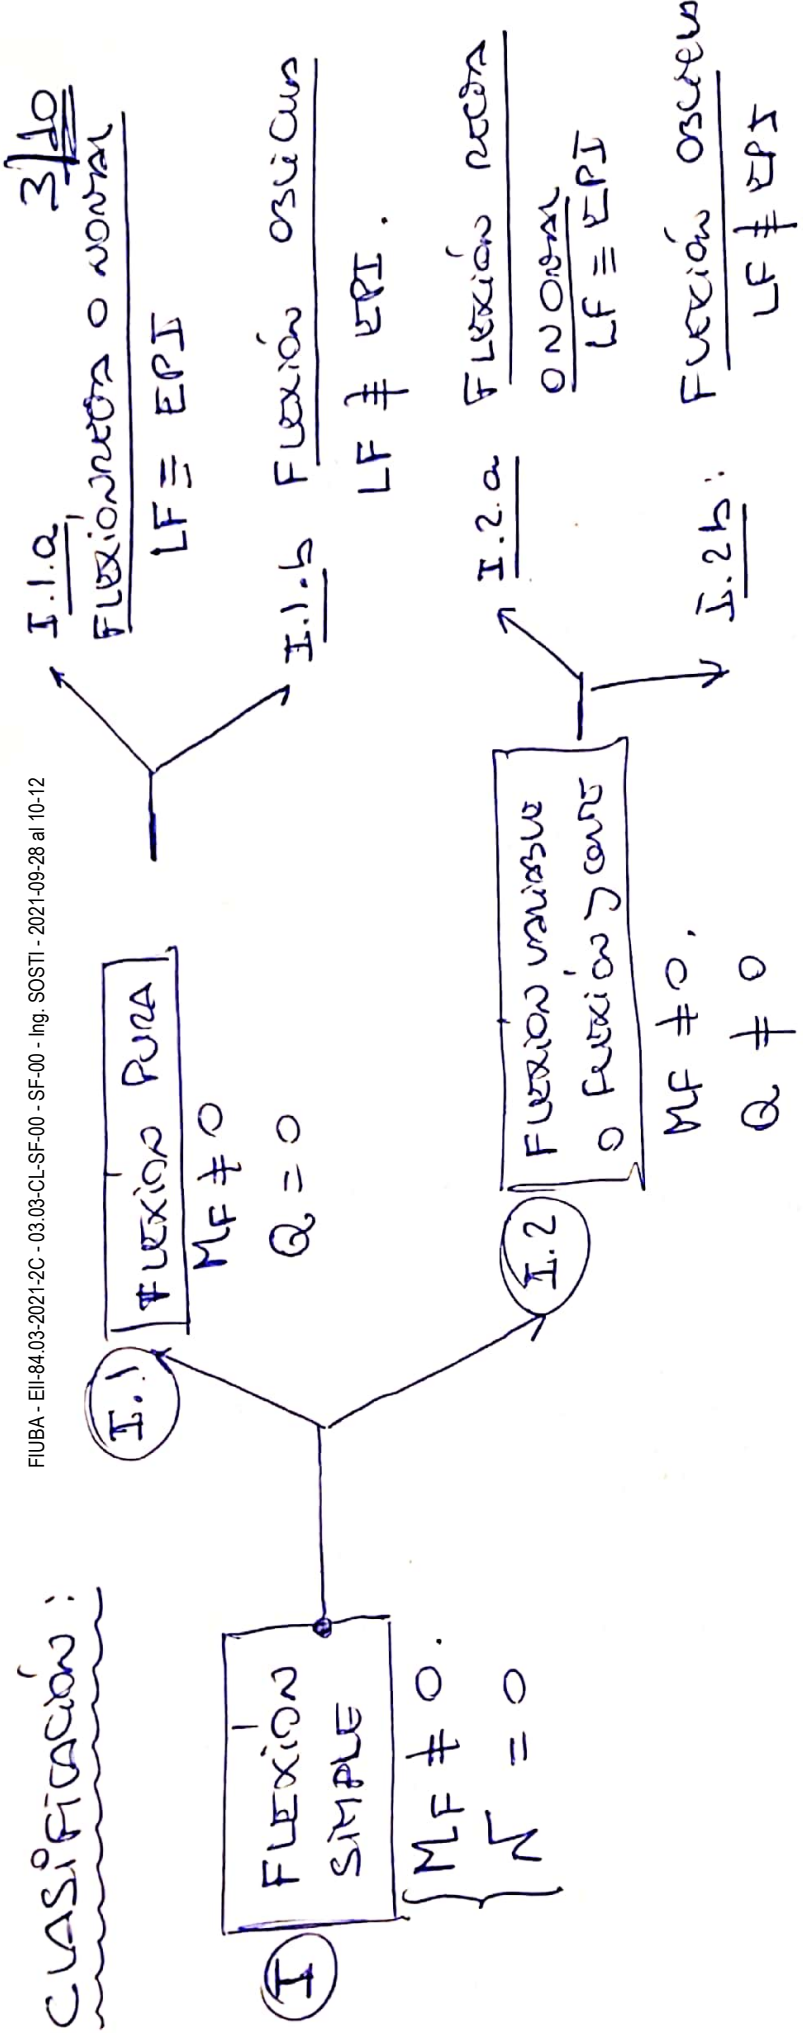 FIUBA - EII-84.03-2021-2C - 03.03-CL-SF-00 - SF-00 - Ing. SOSTI - 2021-09-28 al 10-12
3/10
CLASIFICACIÓN:
I
FLEXIÓN
SIMPLE
MF ≠ 0.
N = 0
I.1
FLEXIÓN PURA
MF ≠ 0
Q = 0
I.1.a
FLEXIÓN RECTA O NORMAL
LF ≡ EPI
I.1.b FLEXIÓN OBLICUA
LF ≢ EPI.
I.2
FLEXION VARIABLE
O FLEXIÓN Y CORTE
MF ≠ 0.
Q ≠ 0
I.2.a FLEXIÓN RECTA
O NORMAL
LF ≡ EPI
I.2b: FLEXIÓN OBLICUA
LF ≢ EPI